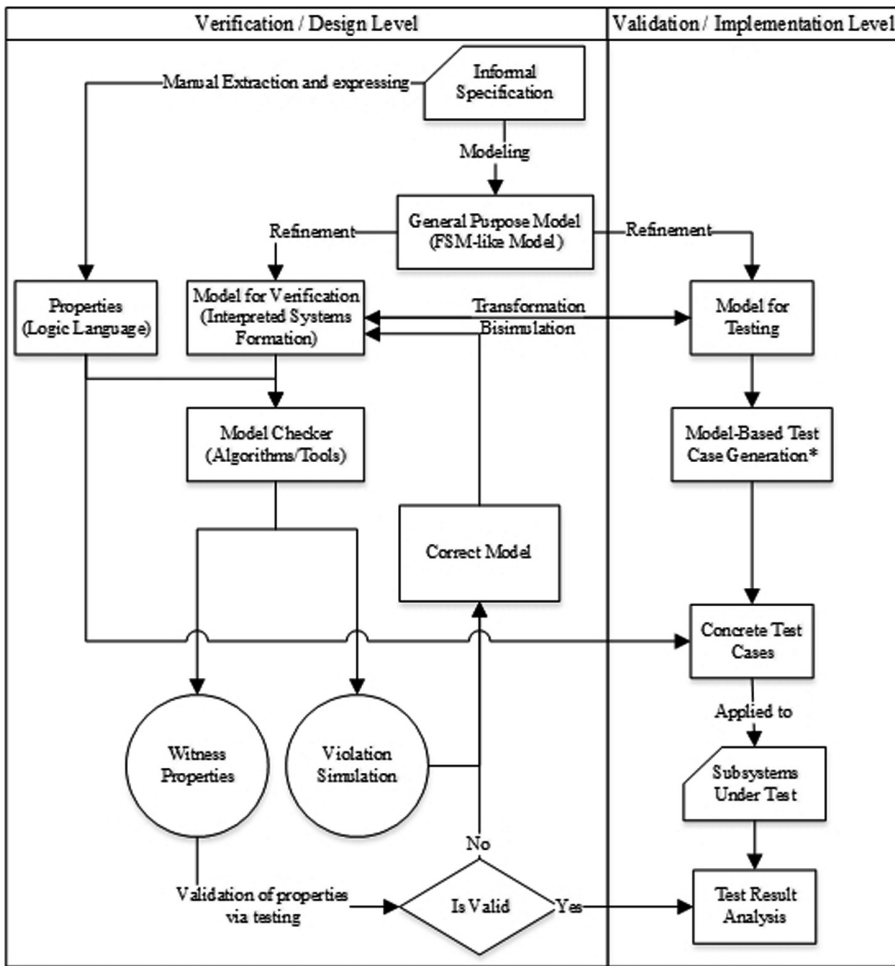 Verification / Design Level
Validation / Implementation Level
Manual Extraction and expressing
Informal
Specification
Modeling
General Purpose Model
(FSM-like Model)
Refinement
Refinement
Properties
(Logic Language)
Model for Verification
(Interpreted Systems
Formation)
Transformation
Bisimulation
Model for
Testing
Model Checker
(Algorithms/Tools)
Model-Based Test
Case Generation*
Correct Model
Concrete Test
Cases
Applied to
Witness
Properties
Violation
Simulation
Subsystems
Under Test
No
Validation of properties
via testing
Is Valid
Yes
Test Result
Analysis